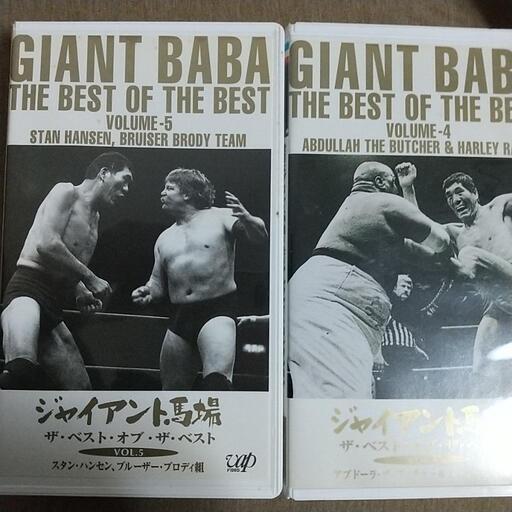 GIANT BABA
THE BEST OF THE BEST
VOLUME-5
STAN HANSEN, BRUISER BRODY TEAM
ジャイアント馬場
ザ・ベスト・オブ・ザ・ベスト
VOL.5
スタン・ハンセン、ブルーザー・ブロディ組
vap
VIDEO
GIANT BAB
THE BEST OF THE BE
VOLUME-4
ABDULLAH THE BUTCHER & HARLEY RA
ジャイアント
ザ・ベスト・
アブドーラ・